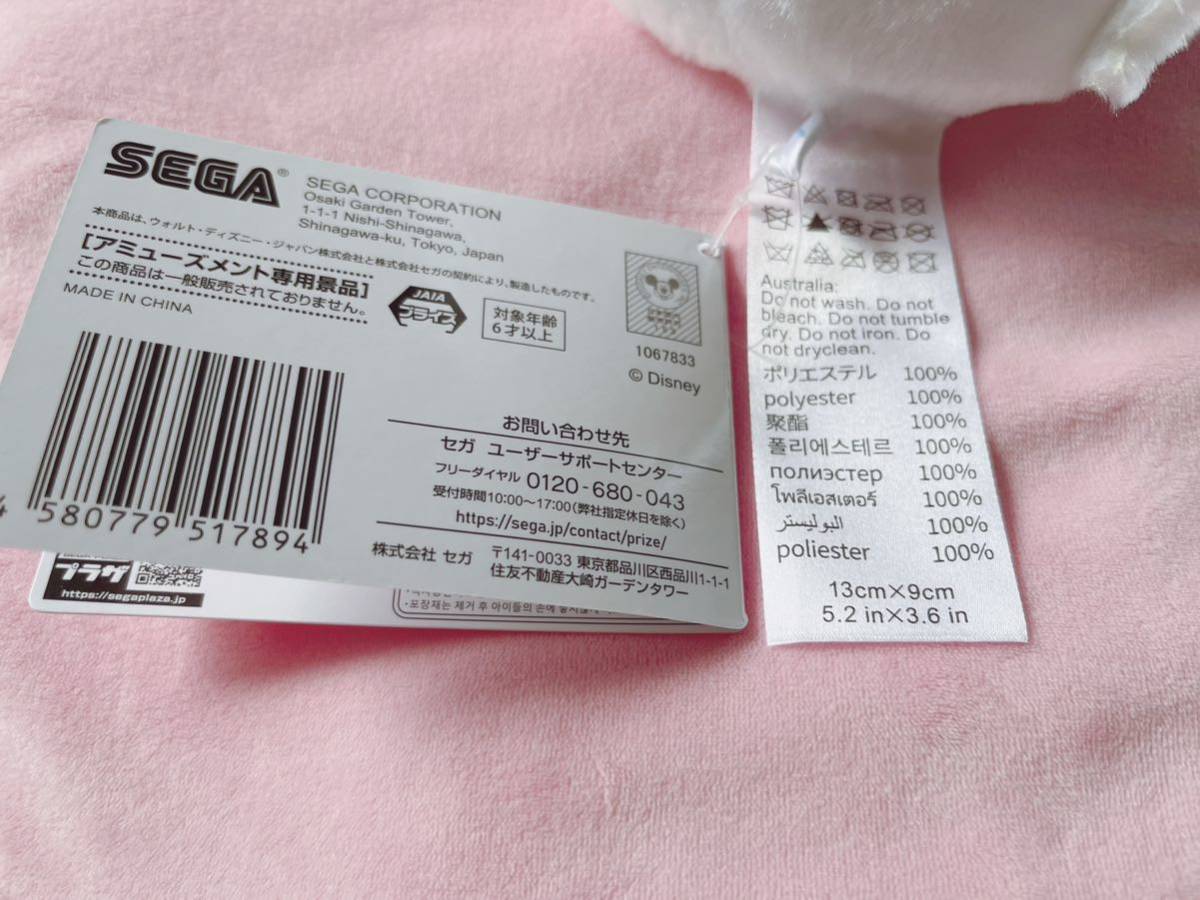 SEGA®
SEGA CORPORATION
Osaki Garden Tower,
1-1-1 Nishi-Shinagawa,
Shinagawa-ku, Tokyo, Japan
本商品は、ウォルト・ディズニー・ジャパン株式会社と株式会社セガの契約により、製造したものです。
[アミューズメント専用景品]
この商品は一般販売されておりません。
MADE IN CHINA
JAIA
プライズ
対象年齢
6才以上
1067833
© Disney
4 580779 517894
お問い合わせ先
セガ ユーザーサポートセンター
フリーダイヤル 0120-680-043
受付時間10:00～17:00(弊社指定休日を除く)
https://sega.jp/contact/prize/
株式会社 セガ 〒141-0033 東京都品川区西品川1-1-1
住友不動産大崎ガーデンタワー
プラザ
https://segaplaza.jp
Australia:
Do not wash. Do not
bleach. Do not tumble
dry. Do not iron. Do
not dryclean.
ポリエステル 100%
polyester 100%
聚酯 100%
폴리에스테르 100%
полиэстер 100%
โพลีเอสเตอร์ 100%
البوليستر 100%
poliester 100%
13cm×9cm
5.2 in×3.6 in